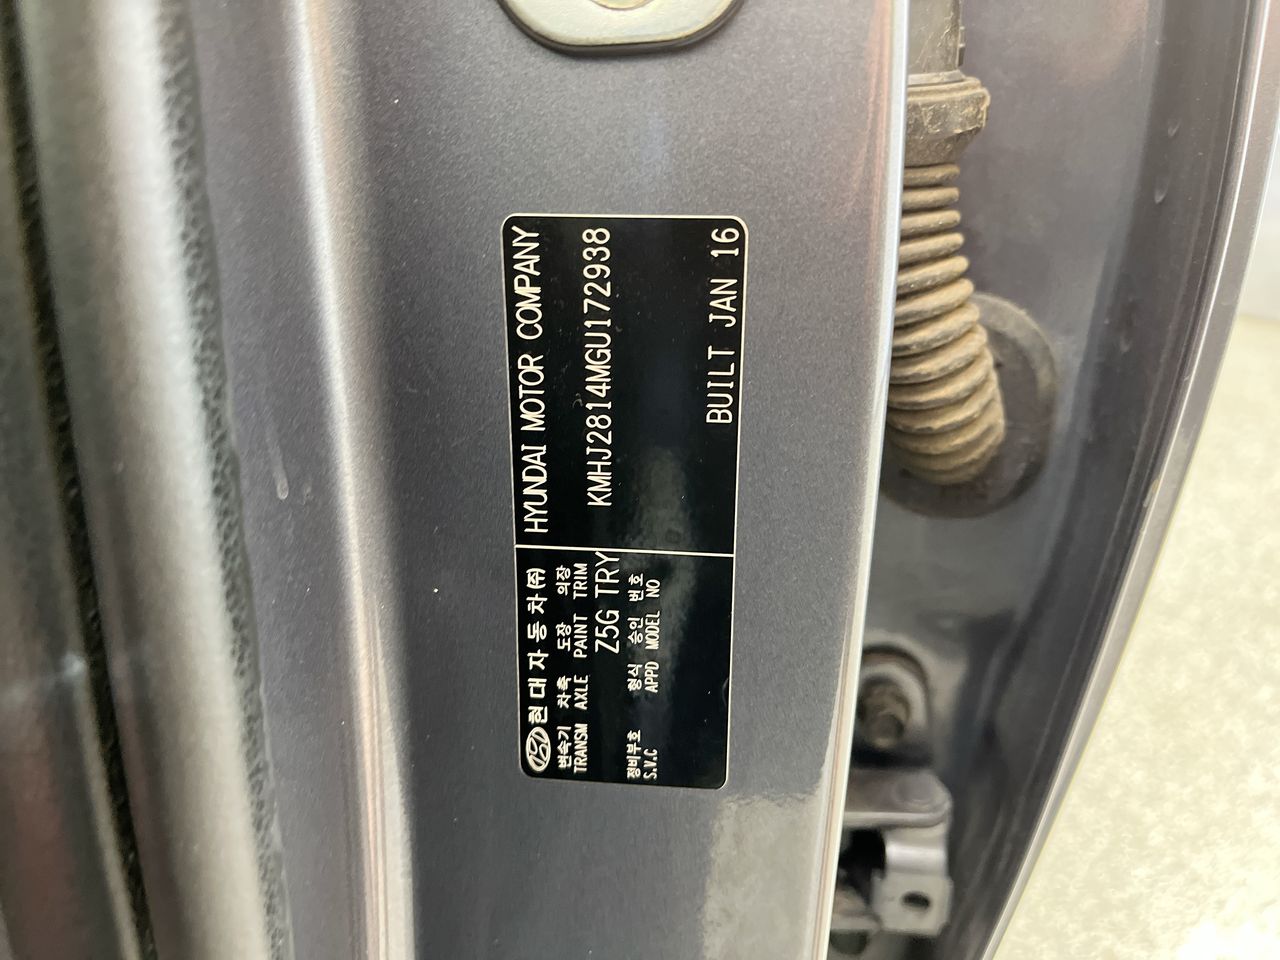 현대자동차(주)
HYUNDAI MOTOR COMPANY
변속기 차축 도장 의장
TRANSM AXLE PAINT TRIM
KMHJ2814MGU172938
Z5G TRY
정비부호 형식 승인 번호
S.V.C APPD MODEL NO
BUILT JAN 16